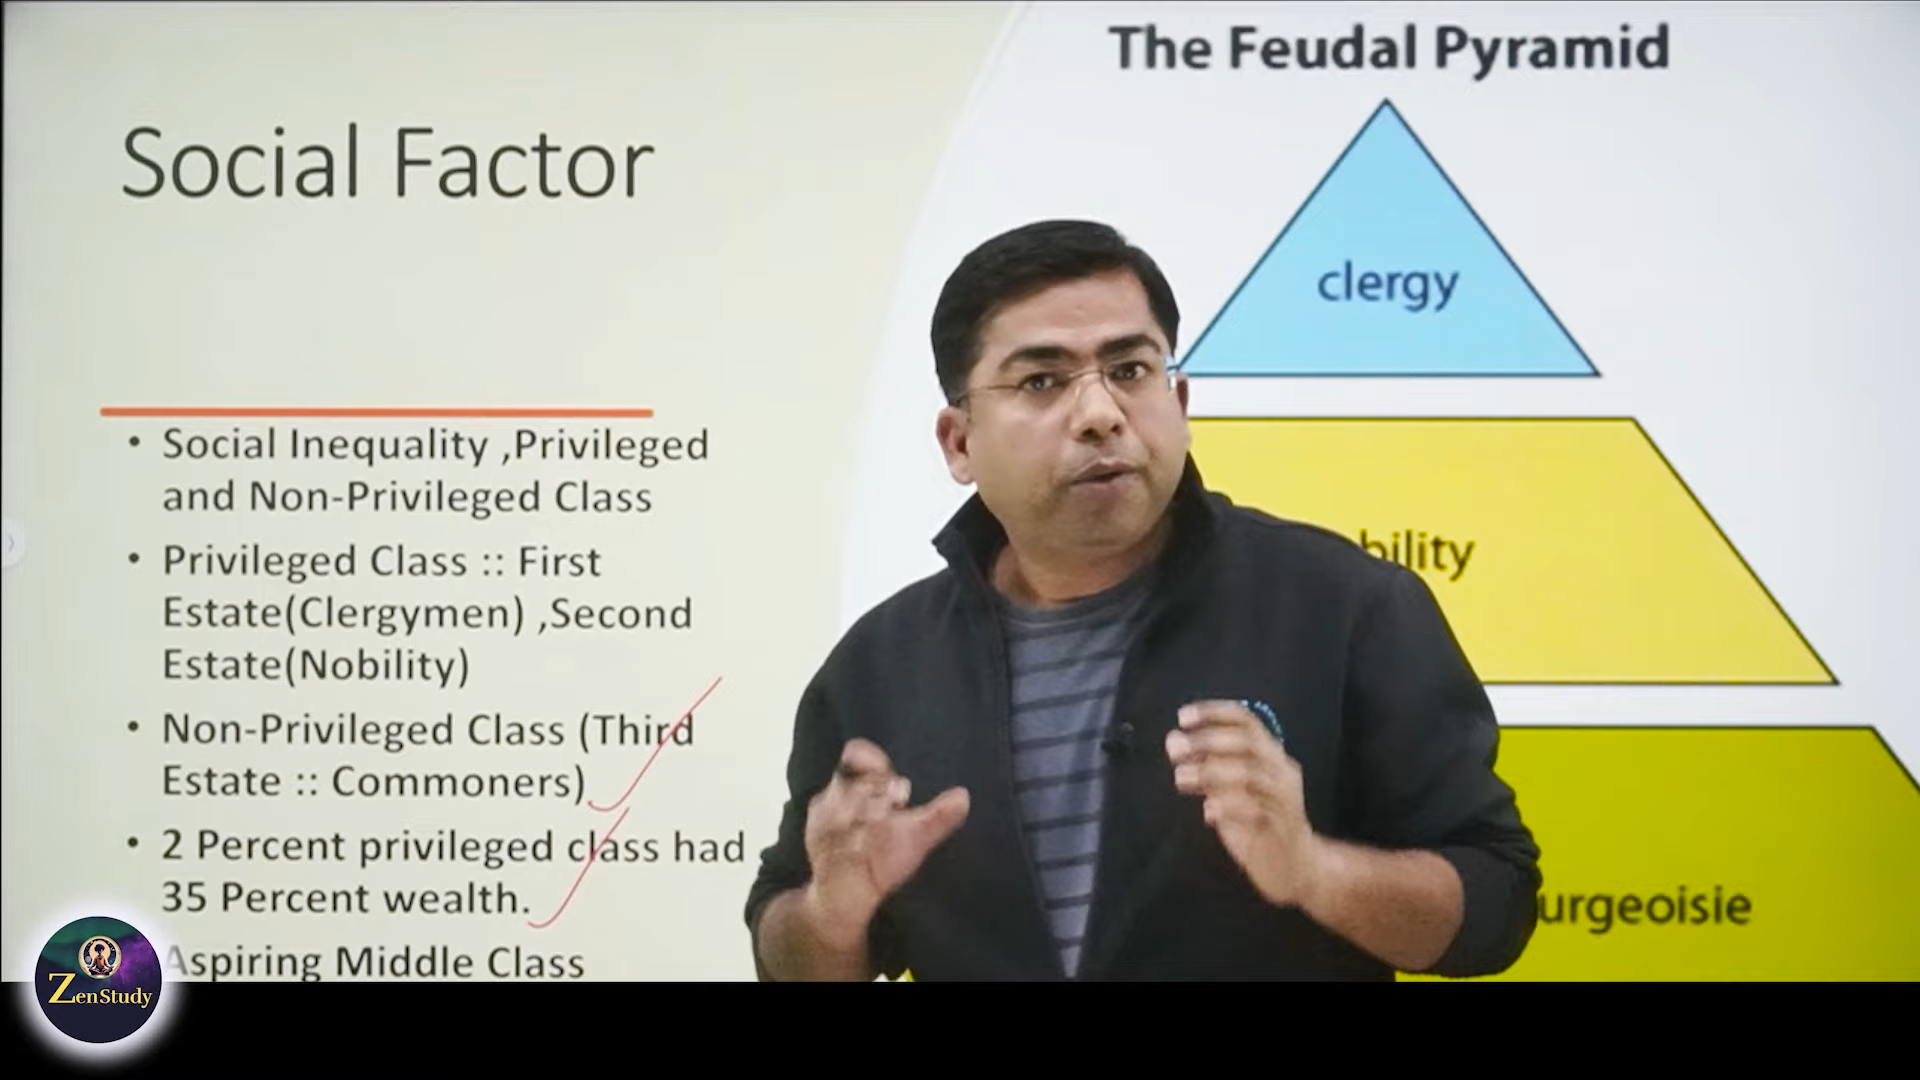 The Feudal Pyramid
Social Factor
clergy
• Social Inequality ,Privileged
and Non-Privileged Class
• Privileged Class :: First
Estate(Clergymen) ,Second
Estate(Nobility)
• Non-Privileged Class (Third
Estate :: Commoners)
• 2 Percent privileged class had
35 Percent wealth.
Aspiring Middle Class
bility
urgeoisie
ZenStudy